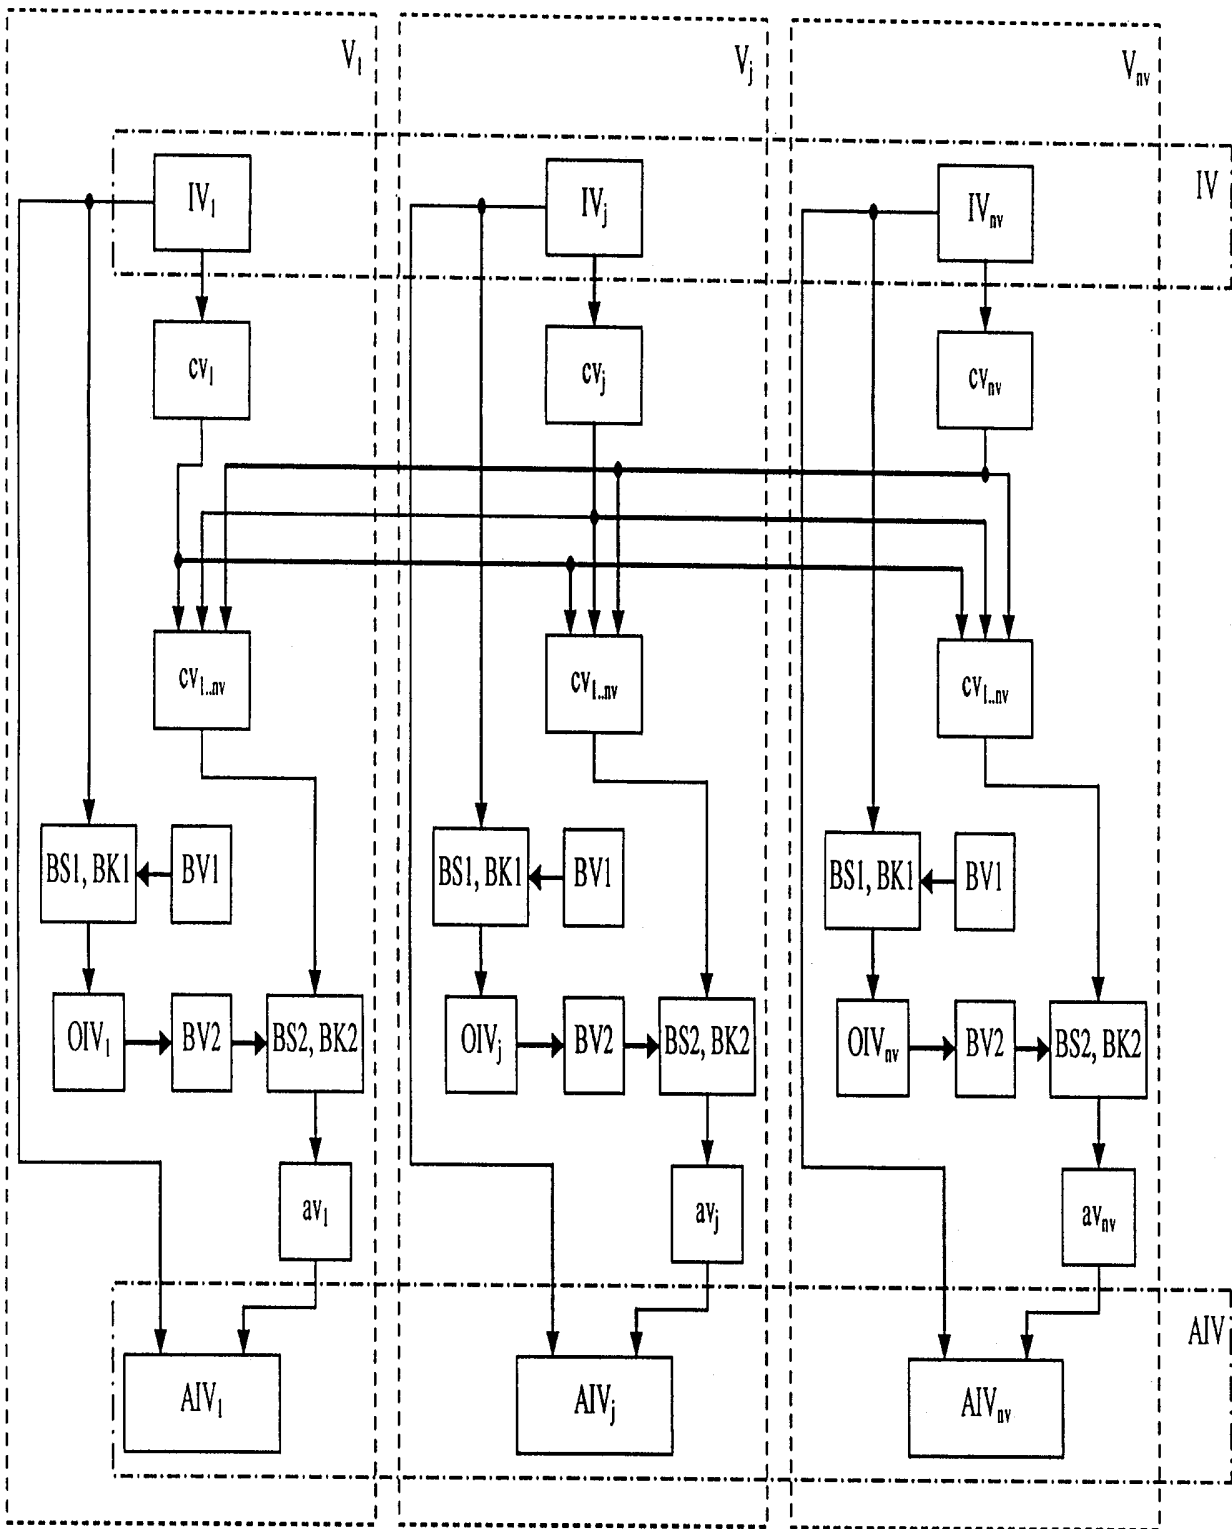 V₁ Vⱼ Vₙᵥ
IV₁ IVⱼ IVₙᵥ IV
cv₁ cvⱼ cvₙᵥ
cv₁..ₙᵥ cv₁..ₙᵥ cv₁..ₙᵥ
BS1, BK1 BV1 BS1, BK1 BV1 BS1, BK1 BV1
OIV₁ BV2 BS2, BK2 OIVⱼ BV2 BS2, BK2 OIVₙᵥ BV2 BS2, BK2
av₁ avⱼ avₙᵥ
AIV
AIV₁ AIVⱼ AIVₙᵥ